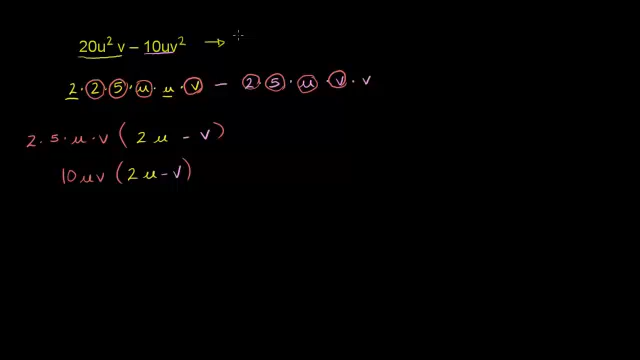 20u²v − 10uv² →
2 · 2 · 5 · u · u · v − 2 · 5 · u · v · v
2 · 5 · u · v ( 2u − v )
10uv ( 2u − v )